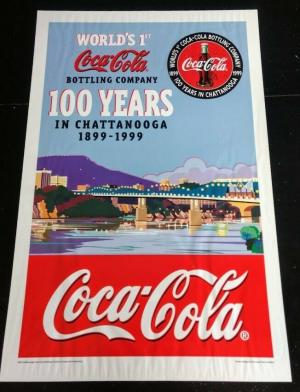 WORLD'S 1ST
Coca-Cola
BOTTLING COMPANY
100 YEARS
IN CHATTANOOGA
1899-1999
WORLD'S 1ST COCA-COLA BOTTLING COMPANY
1899 1999
Coca-Cola
100 YEARS IN CHATTANOOGA
Coca-Cola®